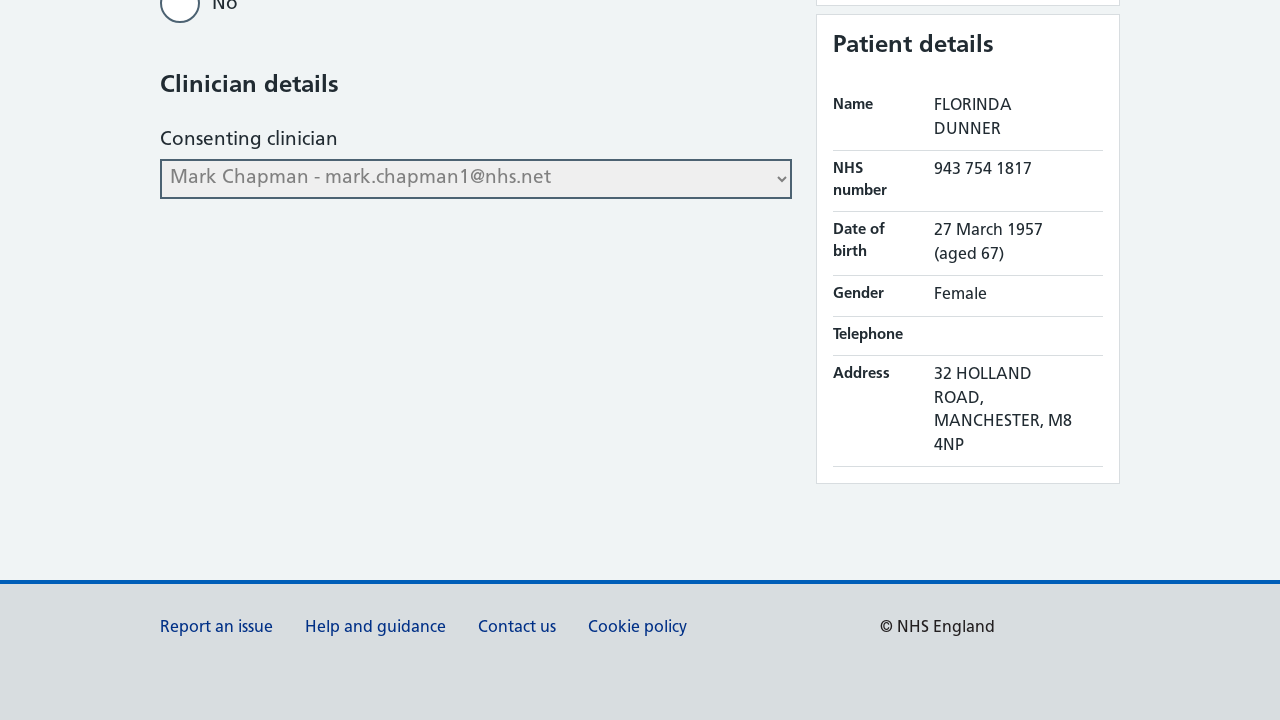 No
Clinician details
Consenting clinician
Mark Chapman - mark.chapman1@nhs.net
Patient details
Name FLORINDA
DUNNER
NHS 943 754 1817
number
Date of 27 March 1957
birth (aged 67)
Gender Female
Telephone
Address 32 HOLLAND
ROAD,
MANCHESTER, M8
4NP
Report an issue Help and guidance Contact us Cookie policy © NHS England